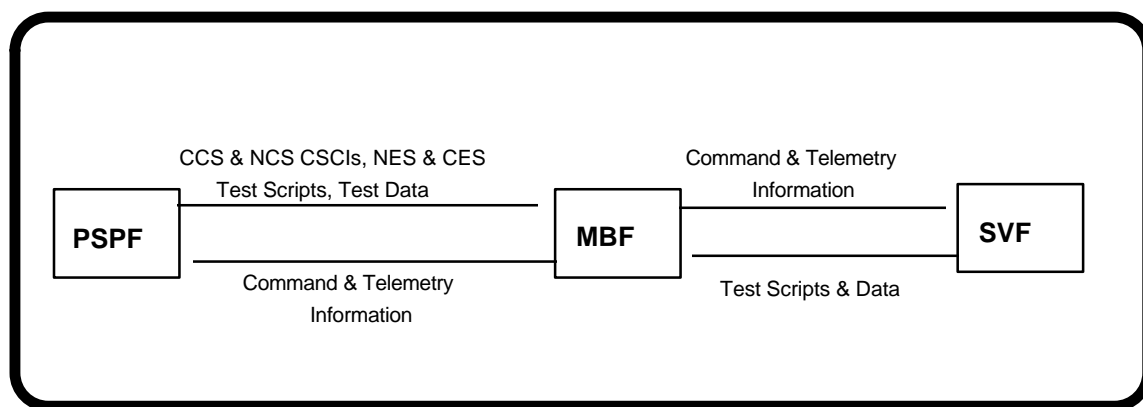 CCS & NCS CSCIs, NES & CES
Test Scripts, Test Data
Command & Telemetry
Information
PSPF
MBF
SVF
Command & Telemetry
Information
Test Scripts & Data